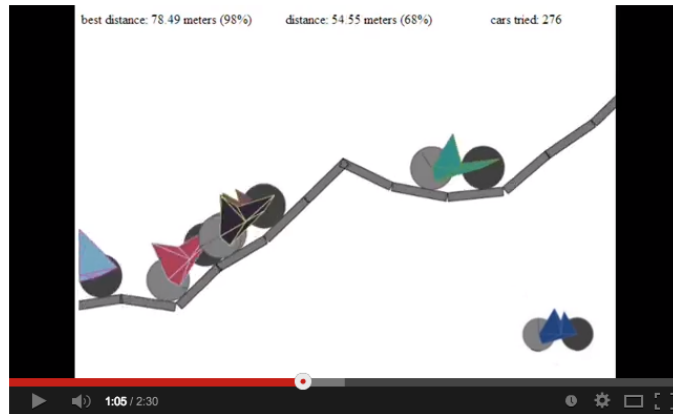 best distance: 78.49 meters (98%) distance: 54.55 meters (68%) cars tried: 276
1:05 / 2:30